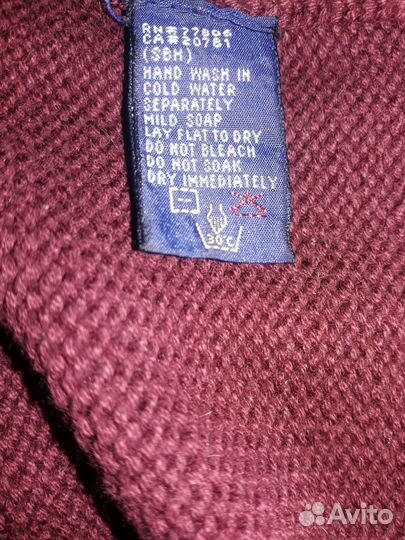 RN#77806
CA#20781
(SBH)
HAND WASH IN
COLD WATER
SEPARATELY
MILD SOAP
LAY FLAT TO DRY
DO NOT BLEACH
DO NOT SOAK
DRY IMMEDIATELY
30°C
Avito